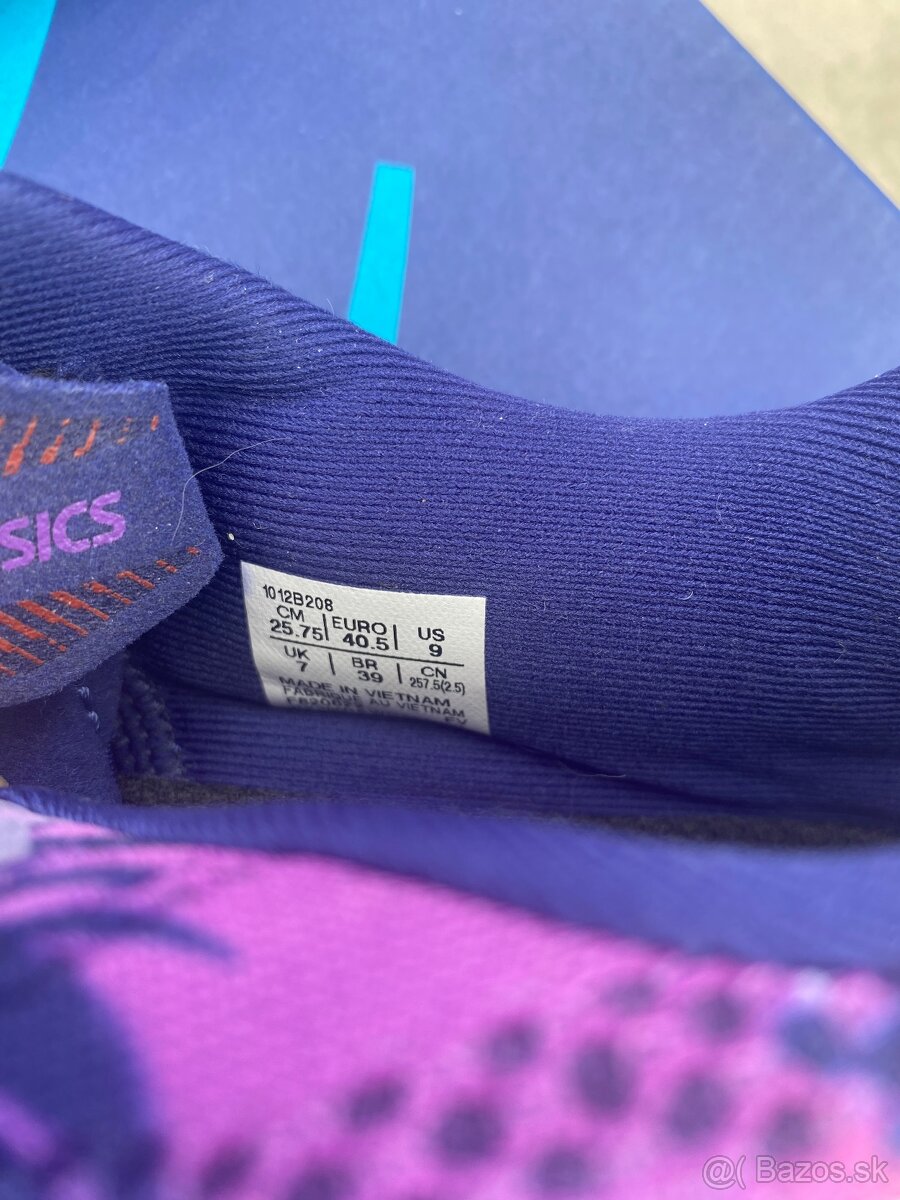 SICS
1012B208
CM 25.75 | EURO 40.5 | US 9
UK 7 | BR 39 | CN 257.5(2.5)
MADE IN VIETNAM
FABRIQUE AU VIETNAM
@( Bazos.sk